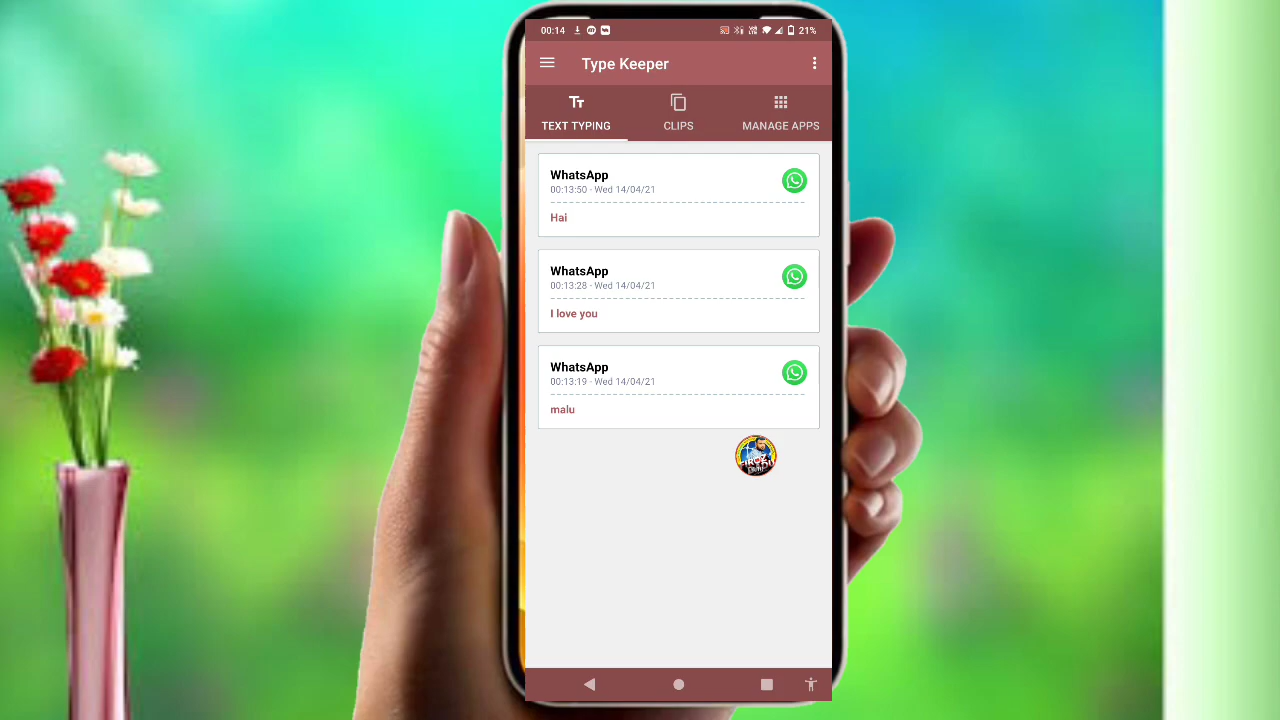 00:14
21%
Type Keeper
TEXT TYPING
CLIPS
MANAGE APPS
WhatsApp
00:13:50 - Wed 14/04/21
Hai
WhatsApp
00:13:28 - Wed 14/04/21
I love you
WhatsApp
00:13:19 - Wed 14/04/21
malu